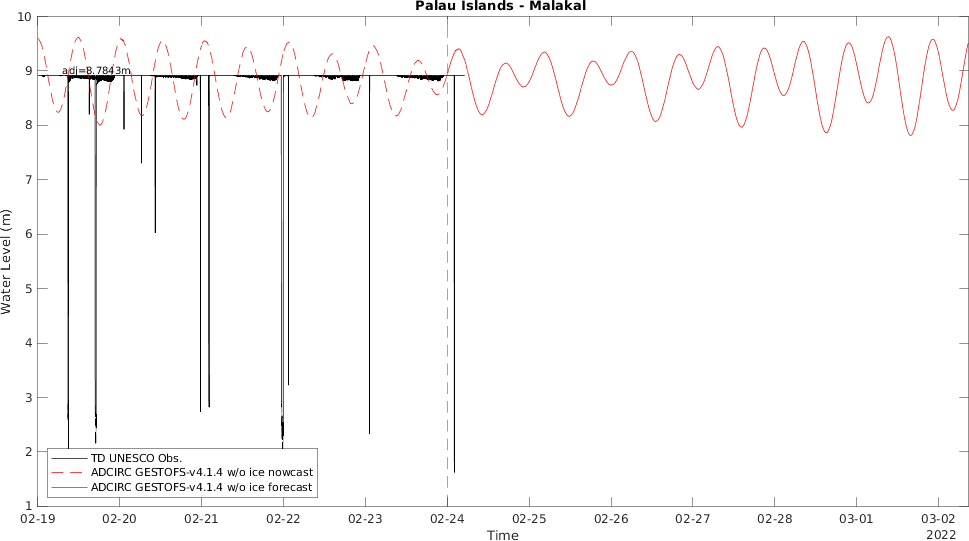 Palau Islands - Malakal
10
9
8
7
6
5
4
3
2
1
Water Level (m)
adj=8.7843m
TD UNESCO Obs.
ADCIRC GESTOFS-v4.1.4 w/o ice nowcast
ADCIRC GESTOFS-v4.1.4 w/o ice forecast
02-19 02-20 02-21 02-22 02-23 02-24 02-25 02-26 02-27 02-28 03-01 03-02
2022
Time